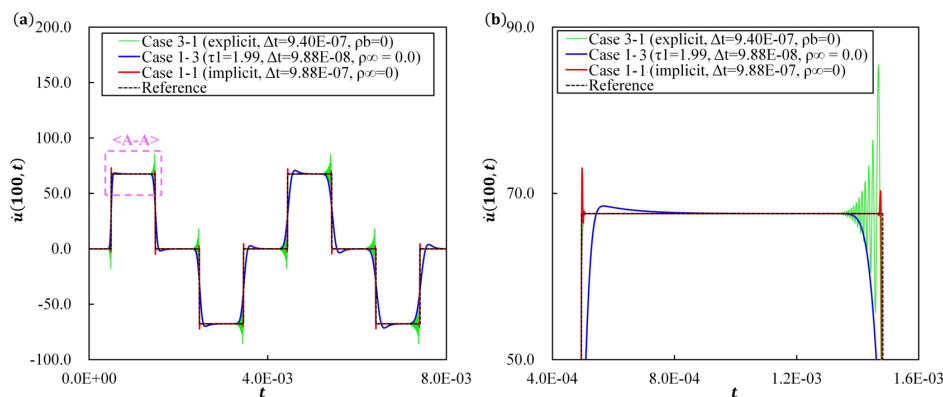 (a)
200.0
150.0
100.0
50.0
0.0
-50.0
-100.0
u̇(100, t)
Case 3-1 (explicit, Δt=9.40E-07, ρb=0)
Case 1-3 (τ1=1.99, Δt=9.88E-08, ρ∞ = 0.0)
Case 1-1 (implicit, Δt=9.88E-07, ρ∞=0)
Reference
<A-A>
0.0E+00
4.0E-03
8.0E-03
t
(b)
90.0
70.0
50.0
u̇(100, t)
Case 3-1 (explicit, Δt=9.40E-07, ρb=0)
Case 1-3 (τ1=1.99, Δt=9.88E-08, ρ∞ = 0.0)
Case 1-1 (implicit, Δt=9.88E-07, ρ∞=0)
Reference
4.0E-04
8.0E-04
1.2E-03
1.6E-03
t